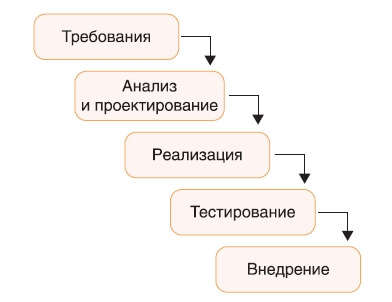 Требования
Анализ
и проектирование
Реализация
Тестирование
Внедрение